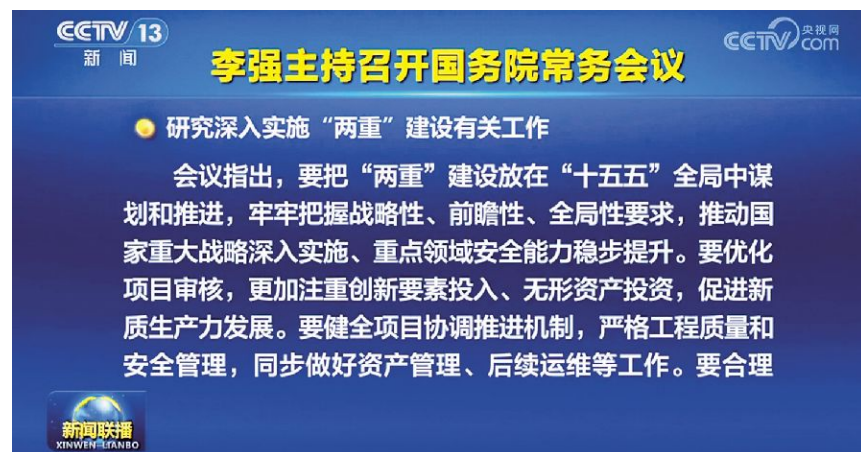 CCTV 13
新闻
央视网
CCTV com
李强主持召开国务院常务会议
研究深入实施“两重”建设有关工作
会议指出，要把“两重”建设放在“十五五”全局中谋
划和推进，牢牢把握战略性、前瞻性、全局性要求，推动国
家重大战略深入实施、重点领域安全能力稳步提升。要优化
项目审核，更加注重创新要素投入、无形资产投资，促进新
质生产力发展。要健全项目协调推进机制，严格工程质量和
安全管理，同步做好资产管理、后续运维等工作。要合理
新闻联播
XINWEN LIANBO